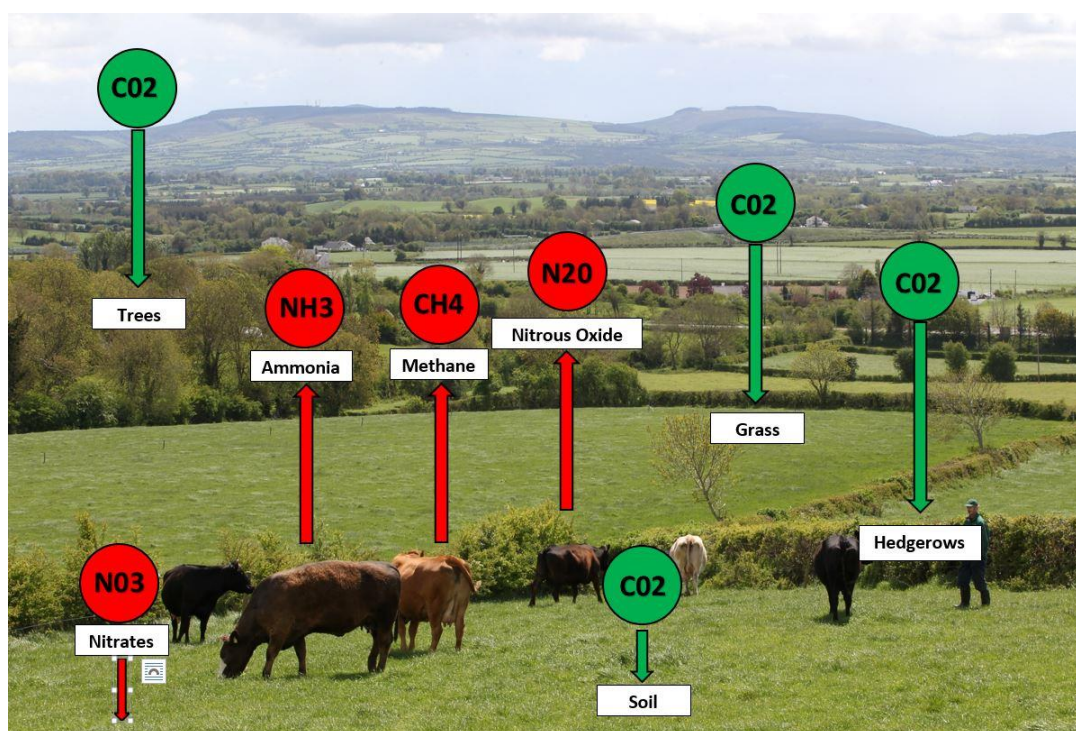 C02
Trees
C02
Grass
N20
Nitrous Oxide
C02
Hedgerows
NH3
Ammonia
CH4
Methane
N03
Nitrates
C02
Soil